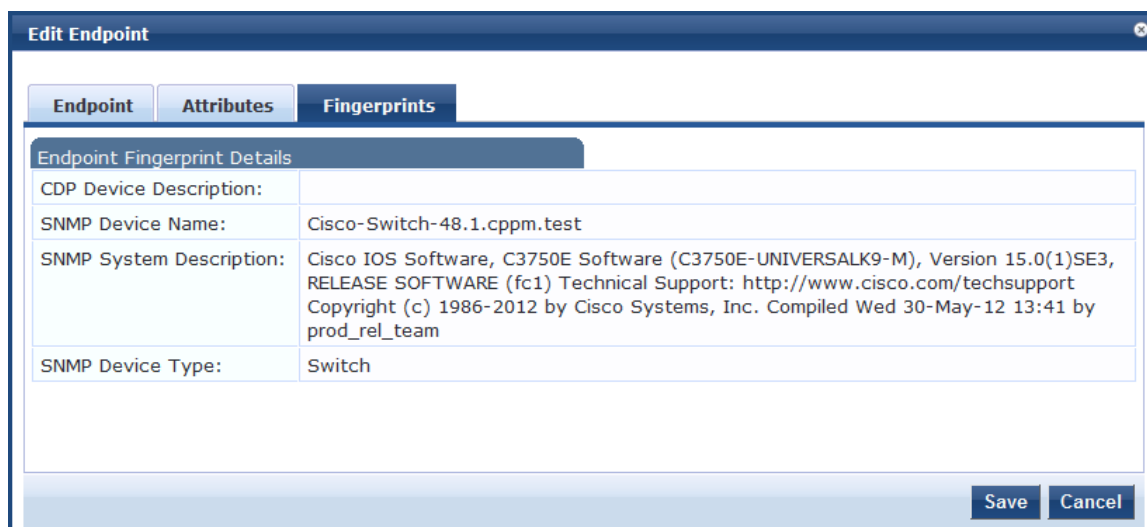 Edit Endpoint
Endpoint
Attributes
Fingerprints
Endpoint Fingerprint Details
CDP Device Description:
SNMP Device Name:
Cisco-Switch-48.1.cppm.test
SNMP System Description:
Cisco IOS Software, C3750E Software (C3750E-UNIVERSALK9-M), Version 15.0(1)SE3,
RELEASE SOFTWARE (fc1) Technical Support: http://www.cisco.com/techsupport
Copyright (c) 1986-2012 by Cisco Systems, Inc. Compiled Wed 30-May-12 13:41 by
prod_rel_team
SNMP Device Type:
Switch
Save
Cancel